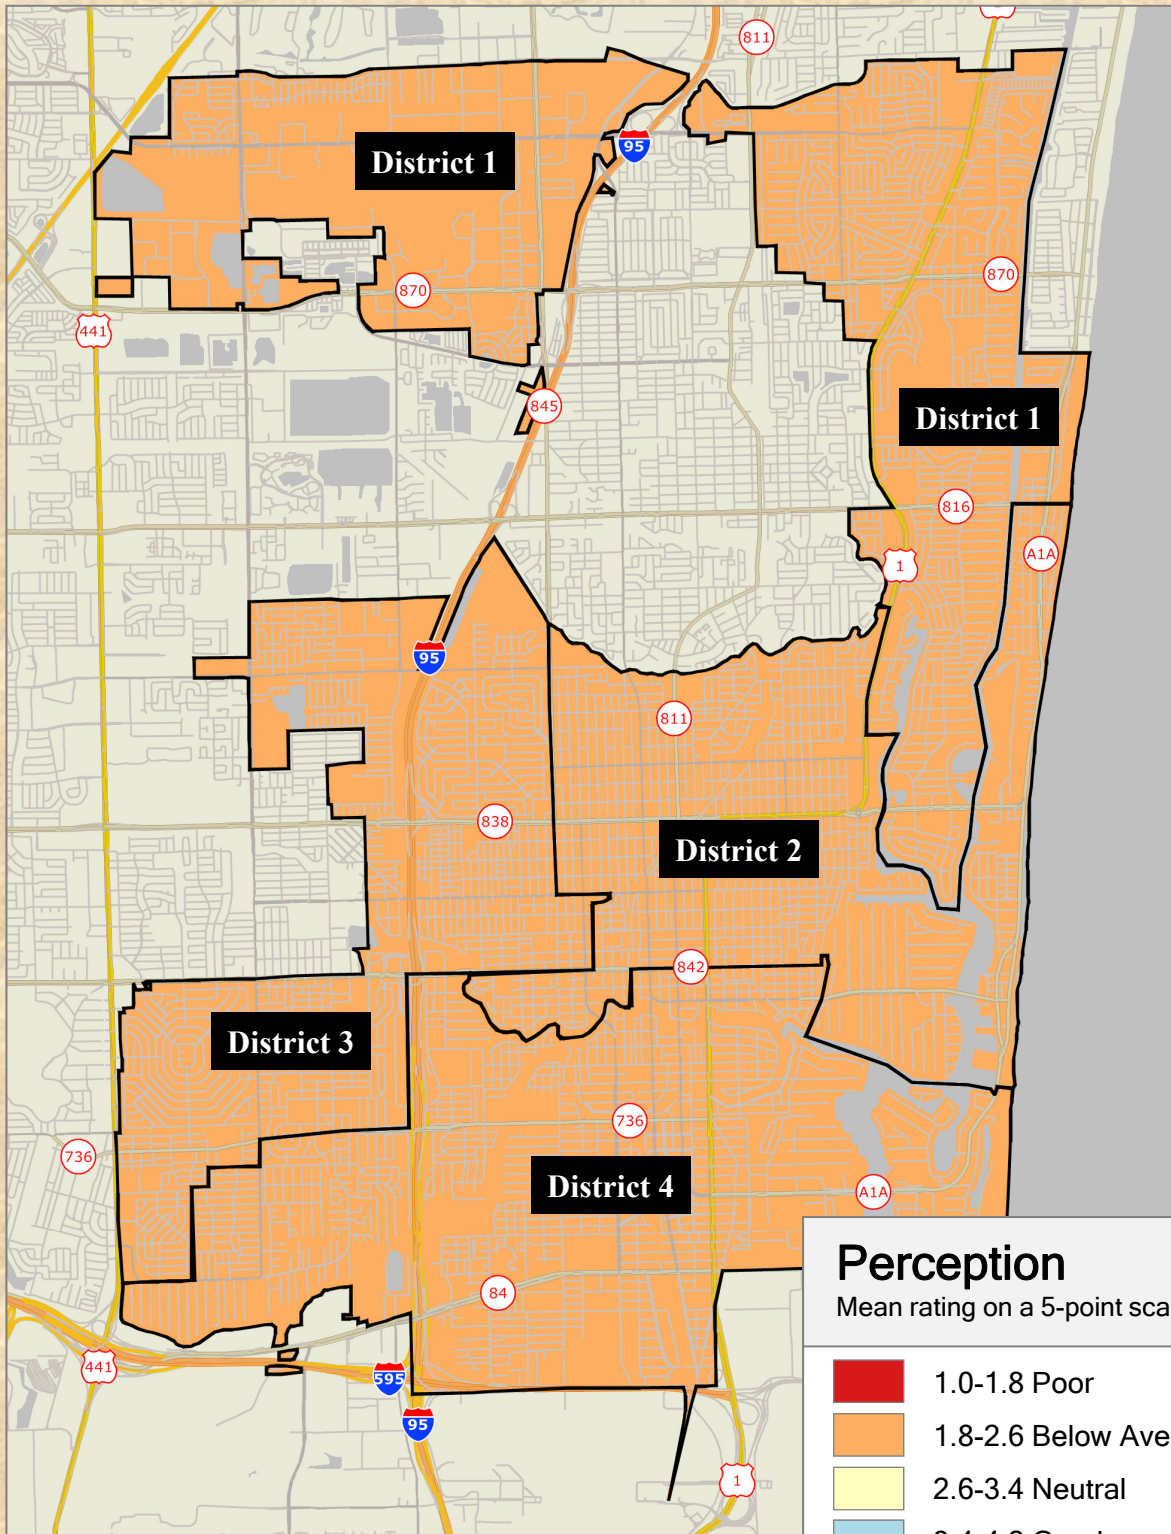 811
95
District 1
870
870
441
845
District 1
816
A1A
1
95
811
838
District 2
842
District 3
736
736
District 4
A1A
84
441
595
95
1
Perception
Mean rating on a 5-point sca
1.0-1.8 Poor
1.8-2.6 Below Ave
2.6-3.4 Neutral